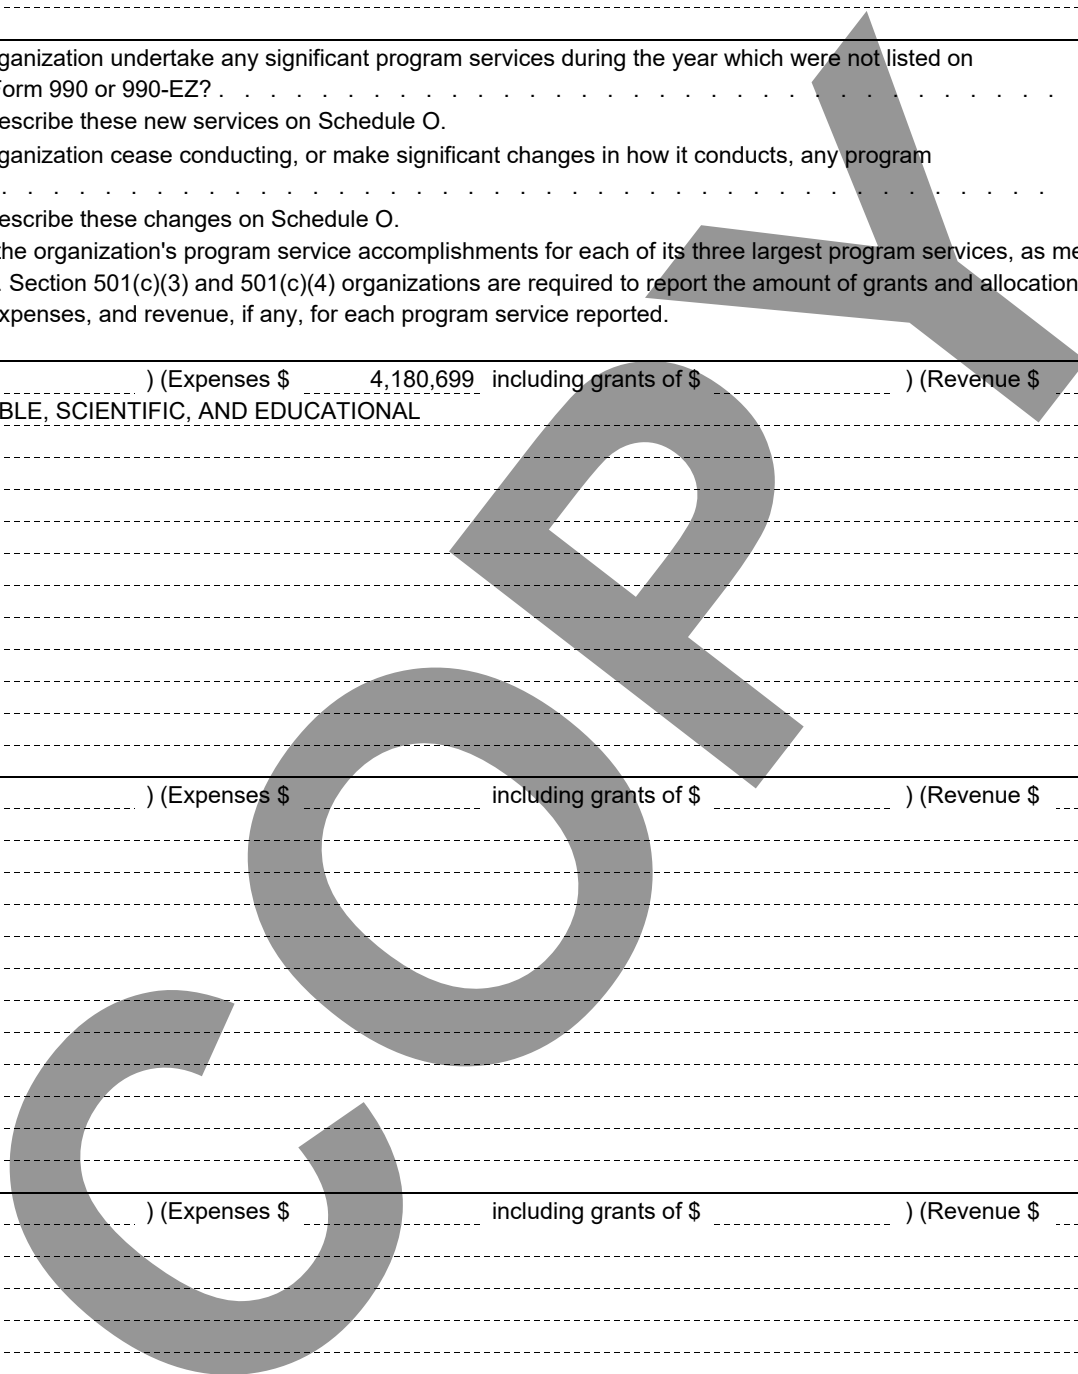 ganization undertake any significant program services during the year which were not listed on
Form 990 or 990-EZ? . . . . . . . . . . . . . . . . . . . . . . . . . . . . . . . . .
escribe these new services on Schedule O.
ganization cease conducting, or make significant changes in how it conducts, any program
. . . . . . . . . . . . . . . . . . . . . . . . . . . . . . . . . . . . . . . . .
escribe these changes on Schedule O.
the organization's program service accomplishments for each of its three largest program services, as me
. Section 501(c)(3) and 501(c)(4) organizations are required to report the amount of grants and allocation
xpenses, and revenue, if any, for each program service reported.
) (Expenses $ 4,180,699 including grants of $ ) (Revenue $
BLE, SCIENTIFIC, AND EDUCATIONAL
) (Expenses $ including grants of $ ) (Revenue $
) (Expenses $ including grants of $ ) (Revenue $
COPY